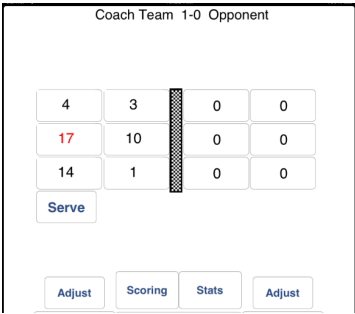 Coach Team 1-0 Opponent
4 3 0 0
17 10 0 0
14 1 0 0
Serve
Adjust Scoring Stats Adjust